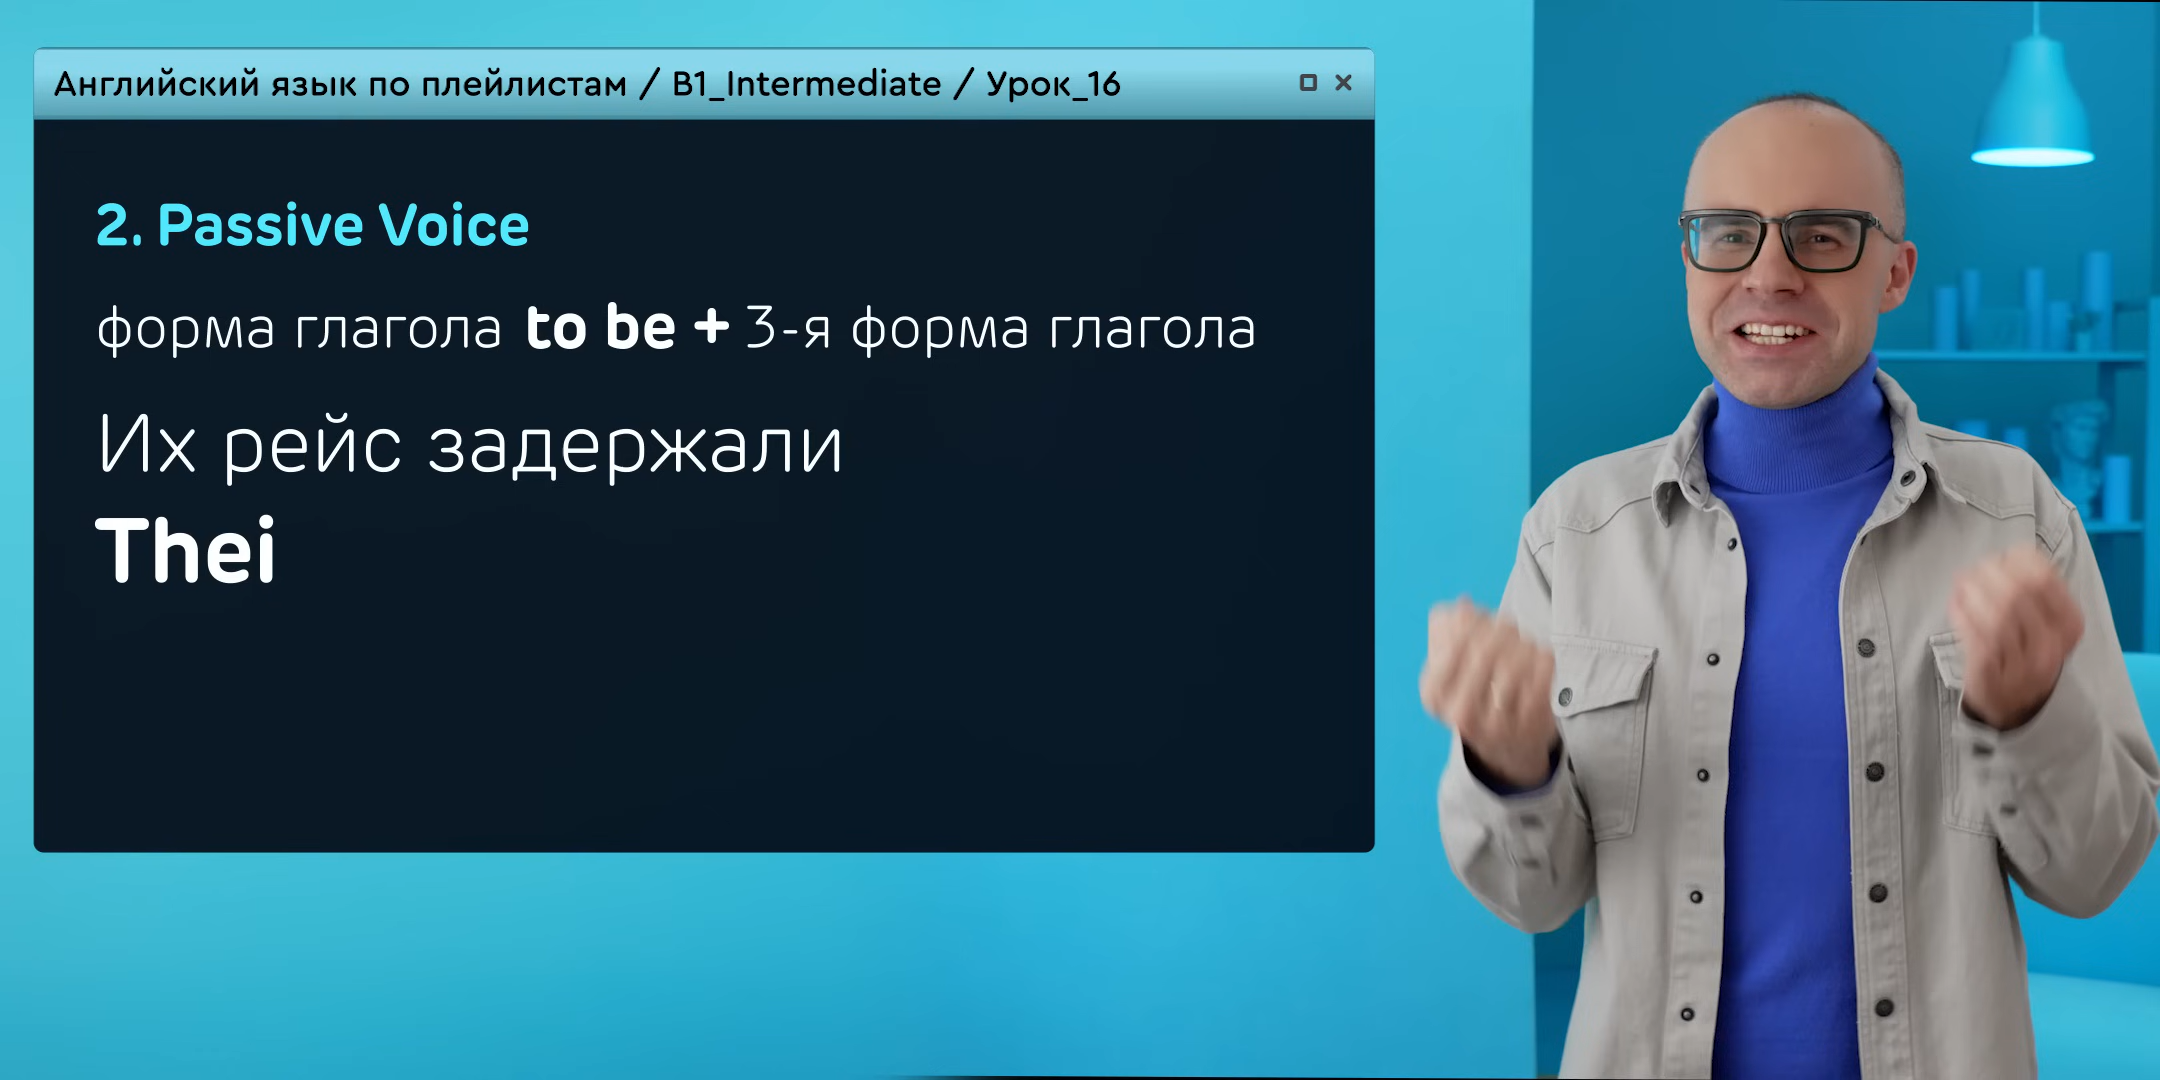 Английский язык по плейлистам / B1_Intermediate / Урок_16
2. Passive Voice
форма глагола to be + 3-я форма глагола
Их рейс задержали
Thei